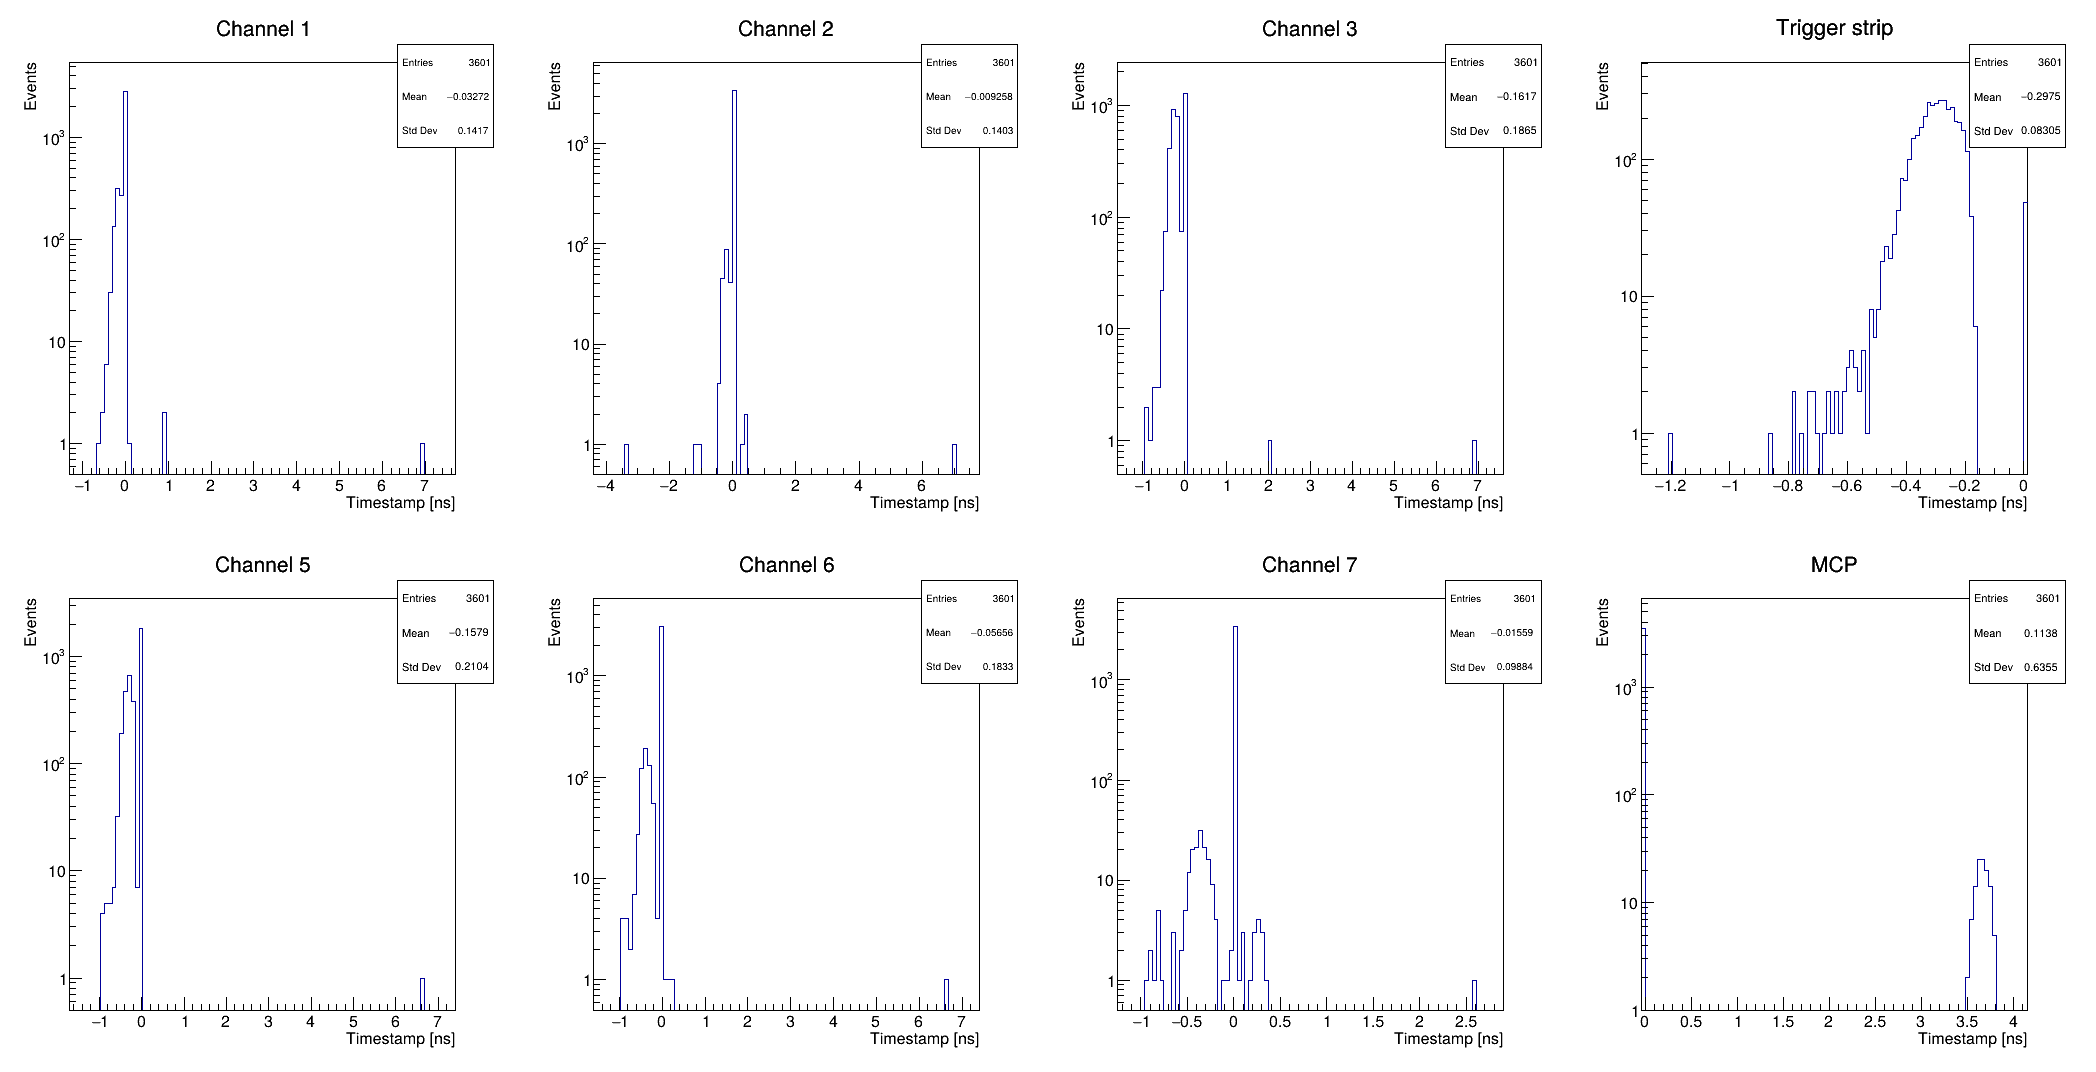 Channel 1
Events
Entries 3601
Mean −0.03272
Std Dev 0.1417
10³
10²
10
1
−1 0 1 2 3 4 5 6 7
Timestamp [ns]
Channel 2
Events
Entries 3601
Mean −0.009258
Std Dev 0.1403
10³
10²
10
1
−4 −2 0 2 4 6
Timestamp [ns]
Channel 3
Events
Entries 3601
Mean −0.1617
Std Dev 0.1865
10³
10²
10
1
−1 0 1 2 3 4 5 6 7
Timestamp [ns]
Trigger strip
Events
Entries 3601
Mean −0.2975
Std Dev 0.08305
10²
10
1
−1.2 −1 −0.8 −0.6 −0.4 −0.2 0
Timestamp [ns]
Channel 5
Events
Entries 3601
Mean −0.1579
Std Dev 0.2104
10³
10²
10
1
−1 0 1 2 3 4 5 6 7
Timestamp [ns]
Channel 6
Events
Entries 3601
Mean −0.05656
Std Dev 0.1833
10³
10²
10
1
−1 0 1 2 3 4 5 6 7
Timestamp [ns]
Channel 7
Events
Entries 3601
Mean −0.01559
Std Dev 0.09884
10³
10²
10
1
−1 −0.5 0 0.5 1 1.5 2 2.5
Timestamp [ns]
MCP
Events
Entries 3601
Mean 0.1138
Std Dev 0.6355
10³
10²
10
1
0 0.5 1 1.5 2 2.5 3 3.5 4
Timestamp [ns]